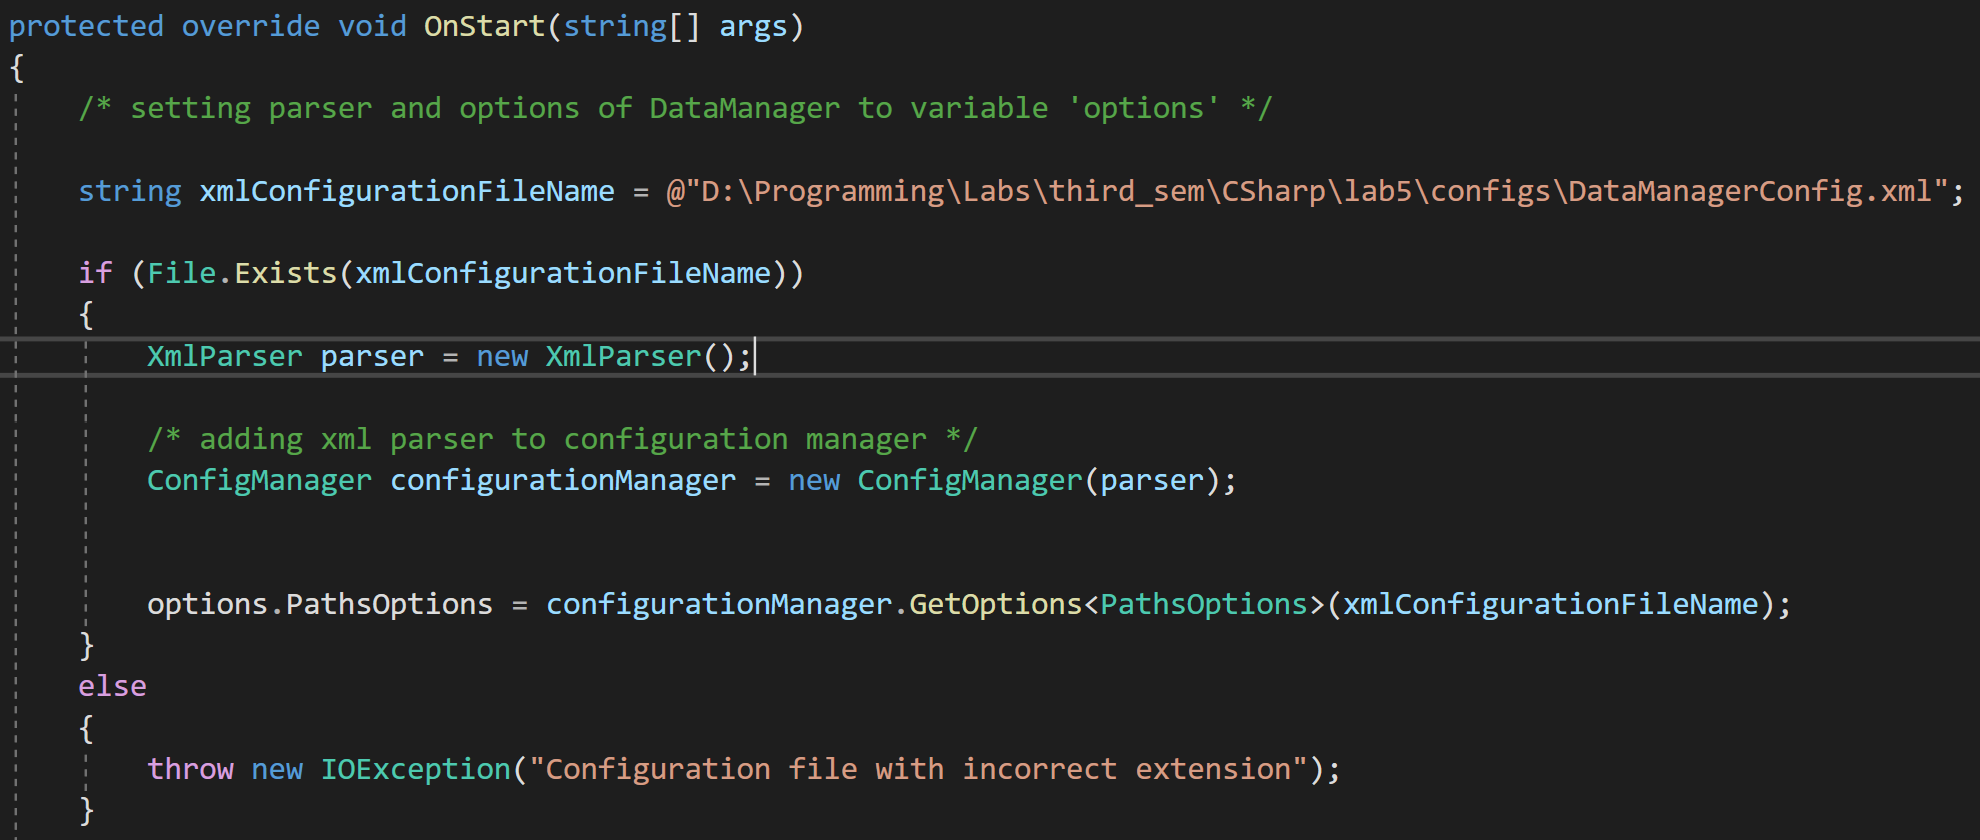 protected override void OnStart(string[] args)
{
/* setting parser and options of DataManager to variable 'options' */
string xmlConfigurationFileName = @"D:\Programming\Labs\third_sem\CSharp\lab5\configs\DataManagerConfig.xml";
if (File.Exists(xmlConfigurationFileName))
{
XmlParser parser = new XmlParser();
/* adding xml parser to configuration manager */
ConfigManager configurationManager = new ConfigManager(parser);
options.PathsOptions = configurationManager.GetOptions<PathsOptions>(xmlConfigurationFileName);
}
else
{
throw new IOException("Configuration file with incorrect extension");
}